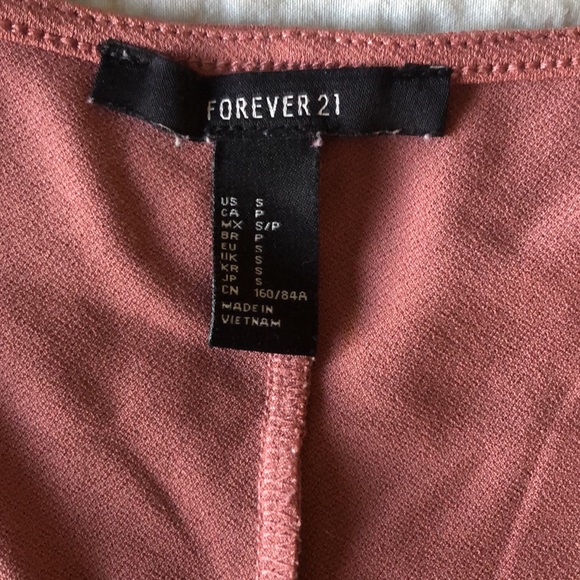 FOREVER 21
US S
CA P
MX S/P
BR P
EU S
UK S
KR S
JP S
CN 160/84A
MADE IN
VIETNAM